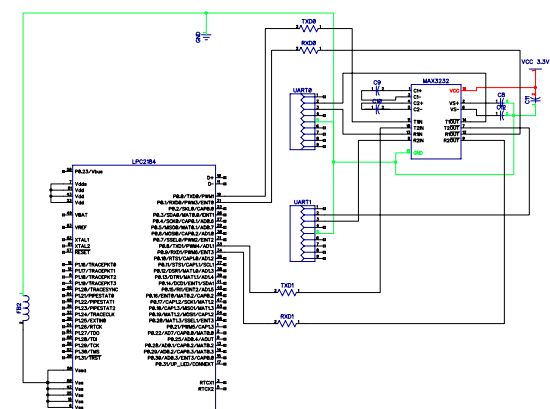 TXD0
GND
RXD0
VCC 3.3V
MAX3232
C9
C1+
C1-
C2+
C2-
C10
VCC
VS+
VS-
C8
C12
C11
UART0
T1IN
T2IN
R1IN
R2IN
T1OUT
T2OUT
R1OUT
R2OUT
GND
LPC2184
P0.23/Vbus
D+
D-
Vdda
Vdd
Vdd
Vdd
VBAT
VREF
XTAL1
XTAL2
RESET
P0.0/TXD0/PWM1
P0.1/RXD0/PWM3/EINT0
P0.2/SCL0/CAP0.0
P0.3/SDA0/MAT0.0/EINT1
P0.4/SCK0/CAP0.1/AD0.6
P0.5/MISO0/MAT0.1/AD0.7
P0.6/MOSI0/CAP0.2/AD1.0
P0.7/SSEL0/PWM2/EINT2
P0.8/TXD1/PWM4/AD1.1
P0.9/RXD1/PWM6/EINT3
P0.10/RTS1/CAP1.0/AD1.2
P0.11/CTS1/CAP1.1/SCL1
P0.12/DSR1/MAT1.0/AD1.3
P0.13/DTR1/MAT1.1/AD1.4
P0.14/DCD1/EINT1/SDA1
P0.15/RI1/EINT2/AD1.5
P0.16/EINT0/MAT0.2/CAP0.2
P0.17/CAP1.2/SCK1/MAT1.2
P0.18/CAP1.3/MISO1/MAT1.3
P0.19/MAT1.2/MOSI1/CAP1.2
P0.20/MAT1.3/SSEL1/EINT3
P0.21/PWM5/CAP1.3
P0.22/AD1.7/CAP0.0/MAT0.0
P0.25/AD0.4/AOUT
P0.28/AD0.1/CAP0.2/MAT0.2
P0.29/AD0.2/CAP0.3/MAT0.3
P0.30/AD0.3/EINT3/CAP0.0
P0.31/UP_LED/CONNECT
P1.16/TRACEPKT0
P1.17/TRACEPKT1
P1.18/TRACEPKT2
P1.19/TRACEPKT3
P1.20/TRACESYNC
P1.21/PIPESTAT0
P1.22/PIPESTAT1
P1.23/PIPESTAT2
P1.24/TRACECLK
P1.25/EXTIN0
P1.26/RTCK
P1.27/TDO
P1.28/TDI
P1.29/TCK
P1.30/TMS
P1.31/TRST
Vssa
Vss
Vss
Vss
Vss
Vss
RTCX1
RTCX2
UART1
TXD1
RXD1
FB2